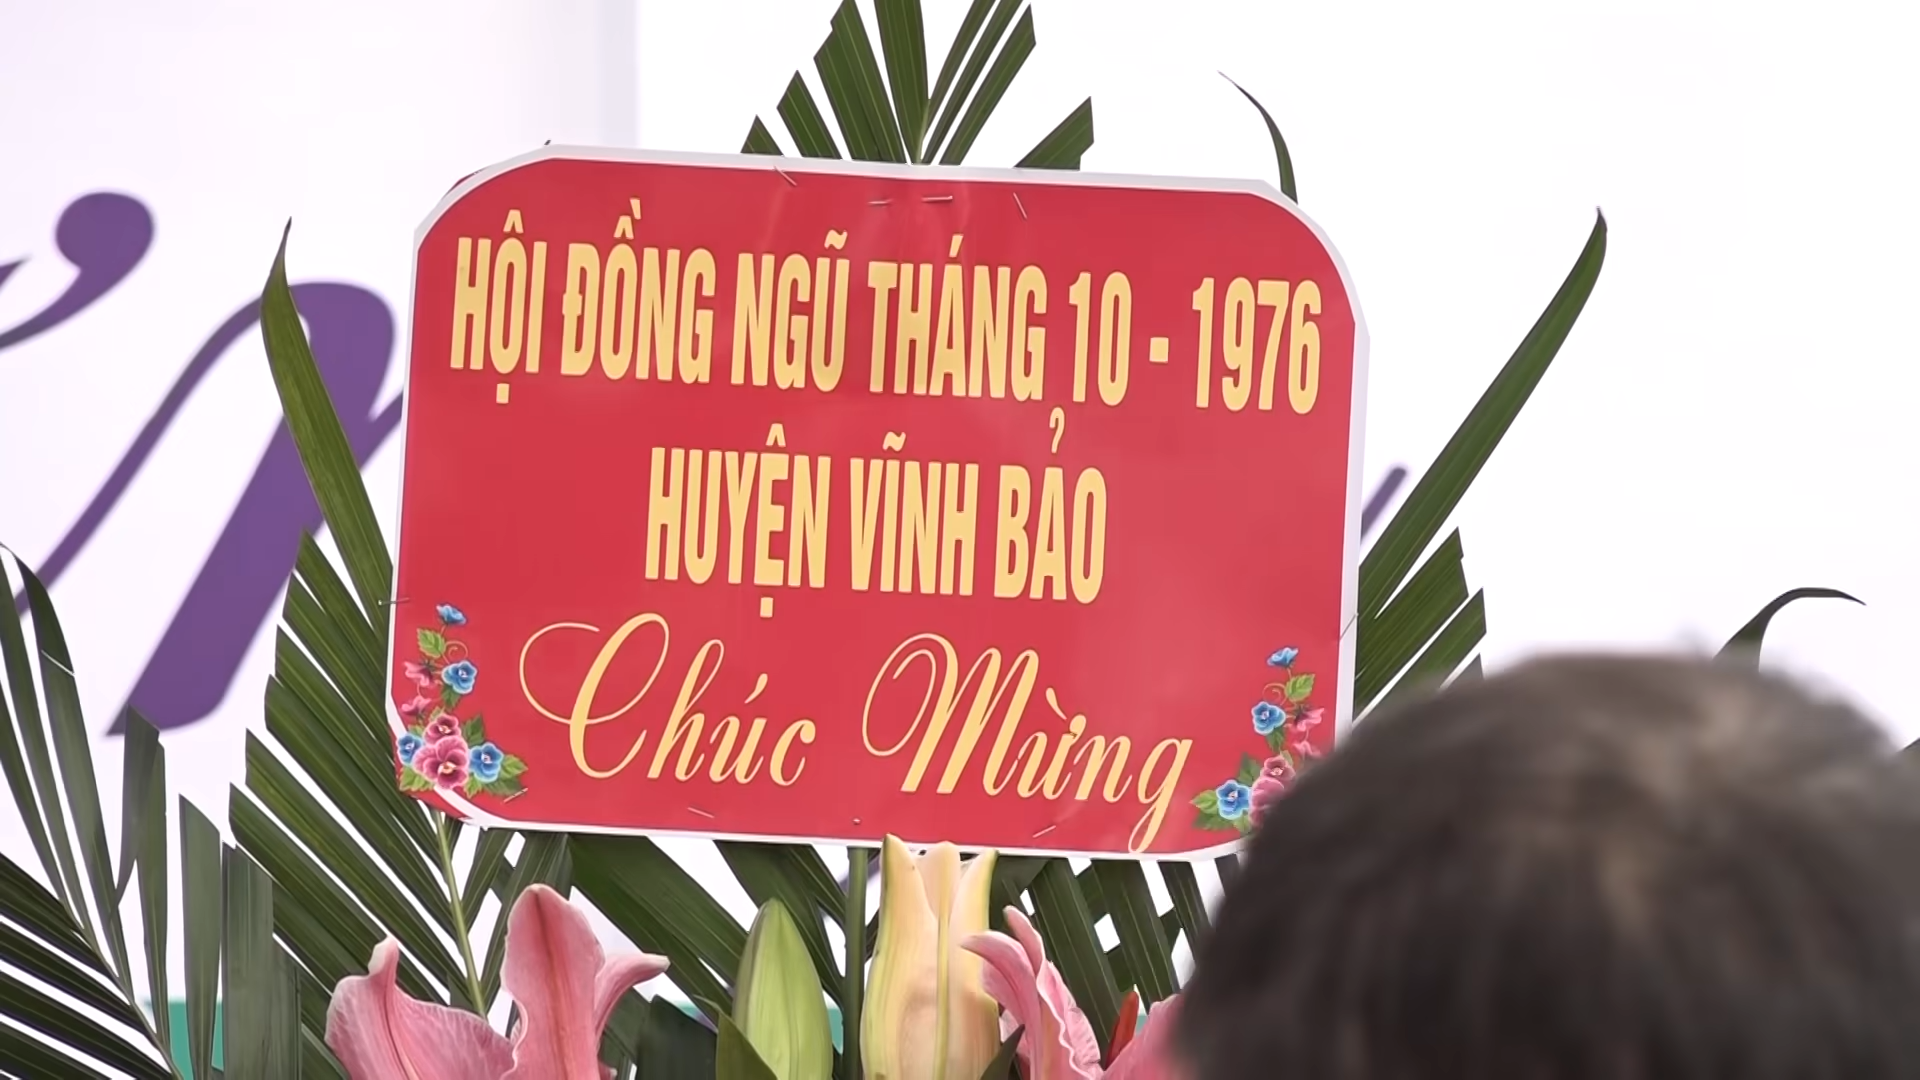 HỘI ĐỒNG NGŨ THÁNG 10 - 1976
HUYỆN VĨNH BẢO
Chúc Mừng